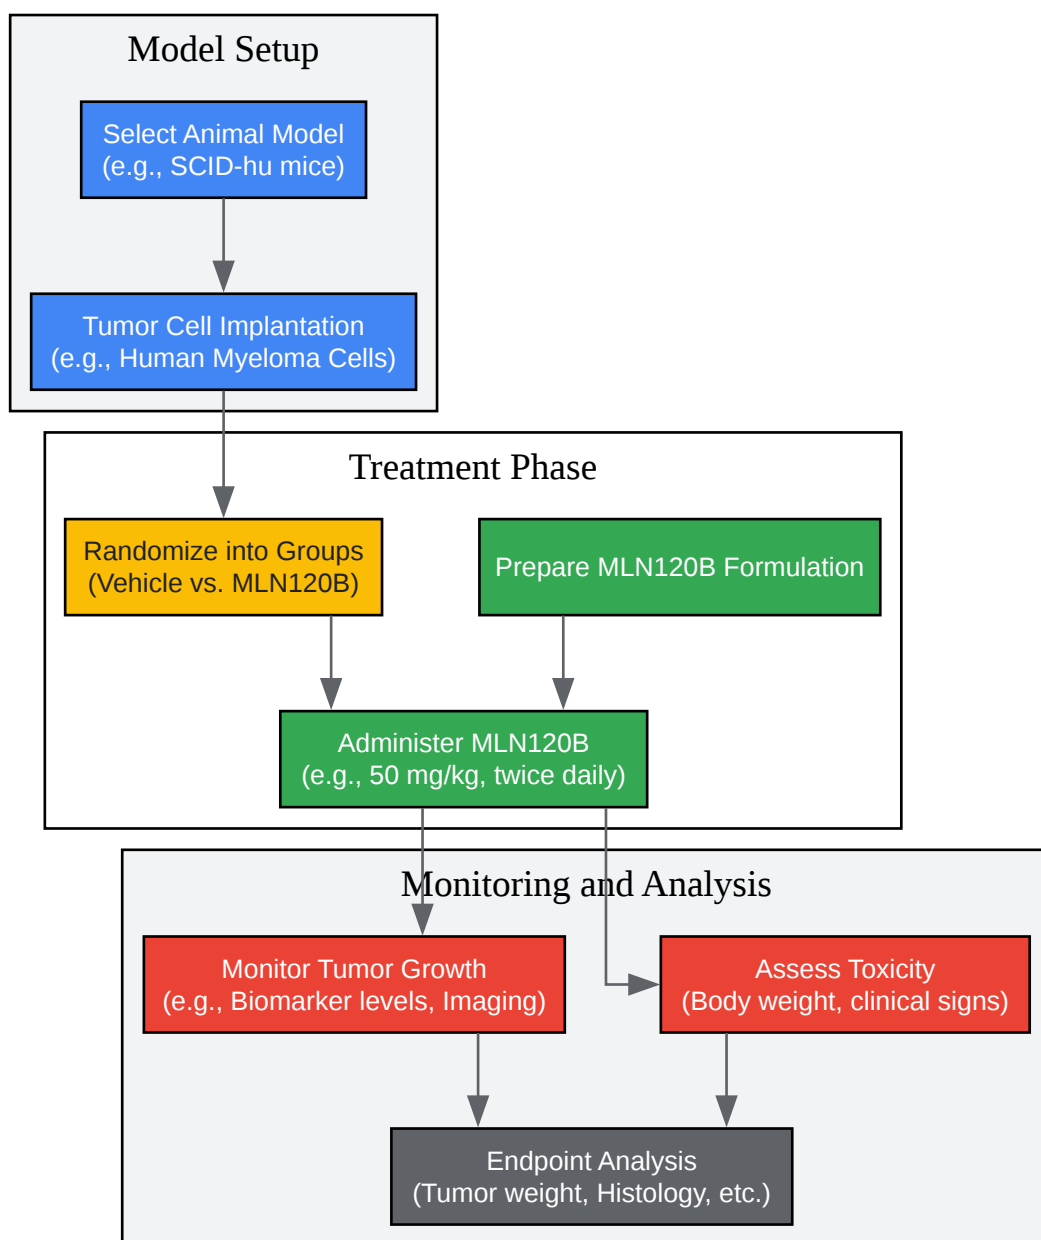 Model Setup
Select Animal Model
(e.g., SCID-hu mice)
Tumor Cell Implantation
(e.g., Human Myeloma Cells)
Treatment Phase
Randomize into Groups
(Vehicle vs. MLN120B)
Prepare MLN120B Formulation
Administer MLN120B
(e.g., 50 mg/kg, twice daily)
Monitoring and Analysis
Monitor Tumor Growth
(e.g., Biomarker levels, Imaging)
Assess Toxicity
(Body weight, clinical signs)
Endpoint Analysis
(Tumor weight, Histology, etc.)